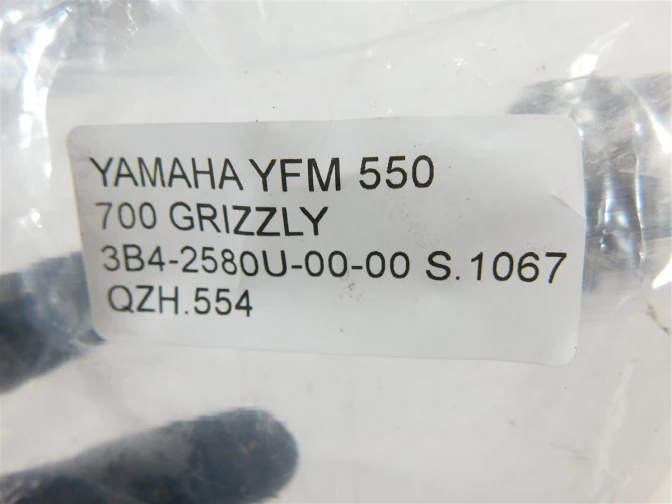 YAMAHA YFM 550
700 GRIZZLY
3B4-2580U-00-00 S.1067
QZH.554